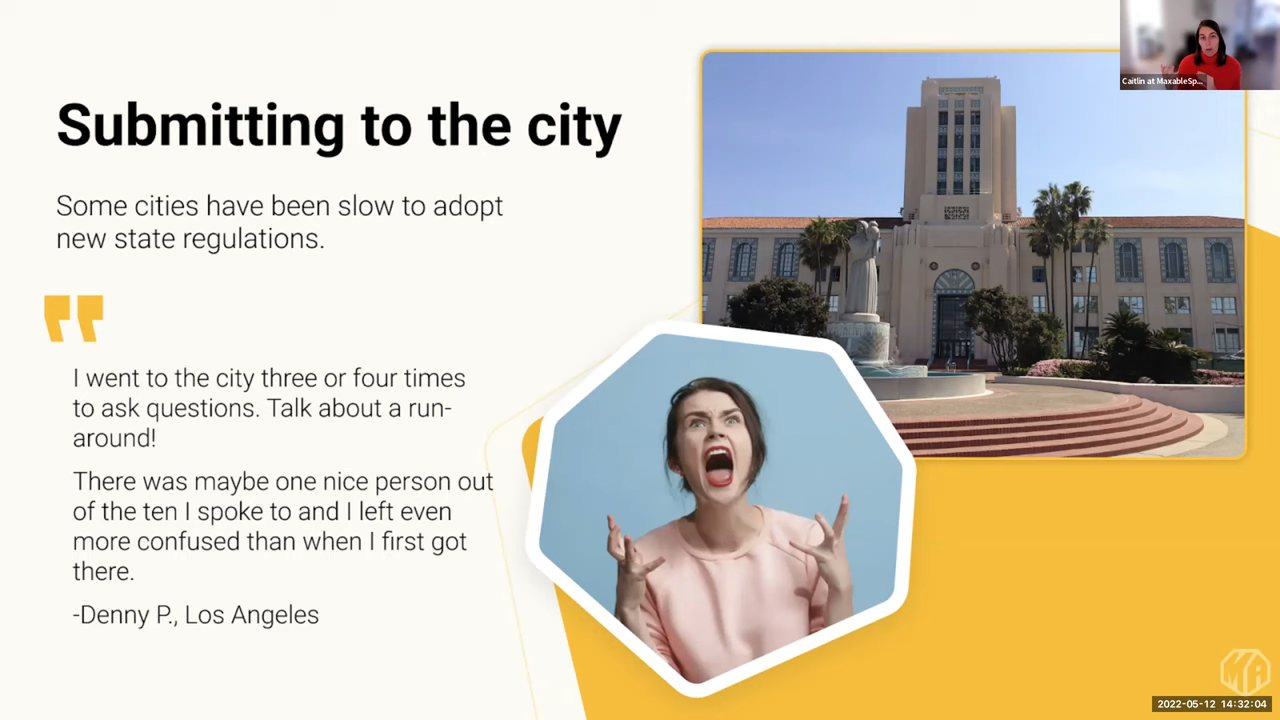 Caitlin at MaxableSp...
Submitting to the city
Some cities have been slow to adopt
new state regulations.
I went to the city three or four times
to ask questions. Talk about a run-
around!
There was maybe one nice person out
of the ten I spoke to and I left even
more confused than when I first got
there.
-Denny P., Los Angeles
MA
2022-05-12 14:32:04